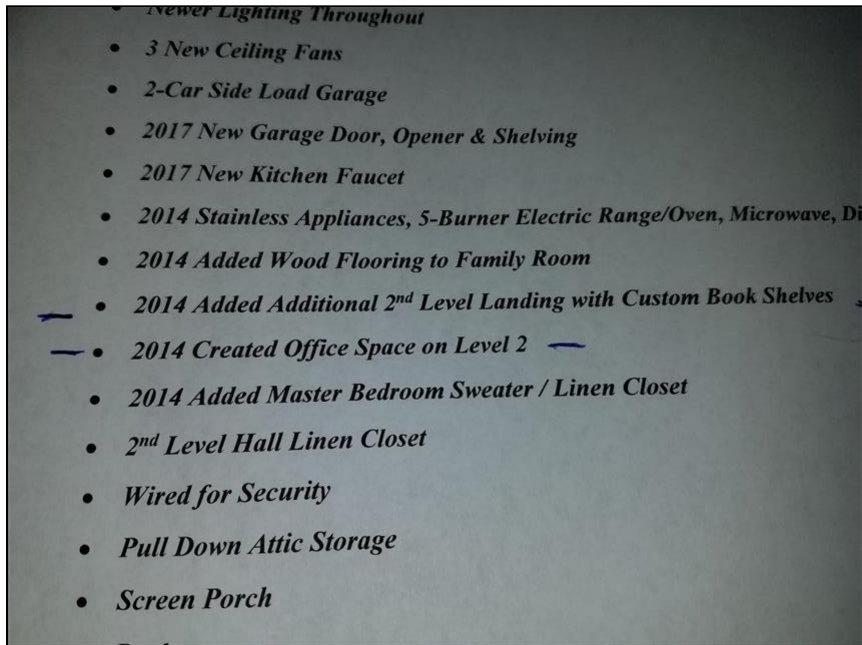 • Newer Lighting Throughout
• 3 New Ceiling Fans
• 2-Car Side Load Garage
• 2017 New Garage Door, Opener & Shelving
• 2017 New Kitchen Faucet
• 2014 Stainless Appliances, 5-Burner Electric Range/Oven, Microwave,
• 2014 Added Wood Flooring to Family Room
• 2014 Added Additional 2nd Level Landing with Custom Book Shelves
• 2014 Created Office Space on Level 2
• 2014 Added Master Bedroom Sweater / Linen Closet
• 2nd Level Hall Linen Closet
• Wired for Security
• Pull Down Attic Storage
• Screen Porch